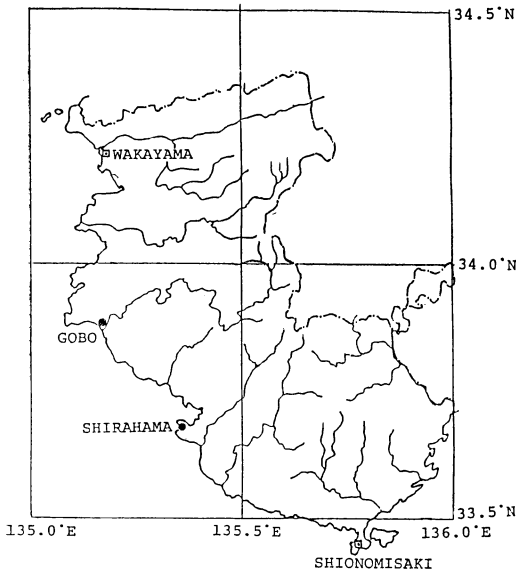 34.5°N
WAKAYAMA
34.0°N
GOBO
SHIRAHAMA
33.5°N
135.0°E
135.5°E
136.0°E
SHIONOMISAKI